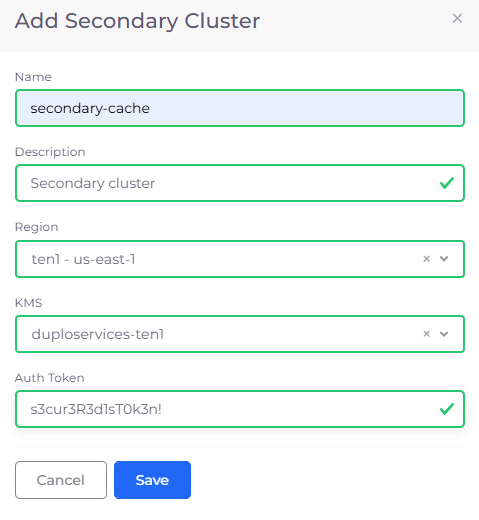 Add Secondary Cluster ×
Name
secondary-cache
Description
Secondary cluster
Region
ten1 - us-east-1 ×
KMS
duploservices-ten1 ×
Auth Token
s3cur3R3d1sT0k3n!
Cancel Save